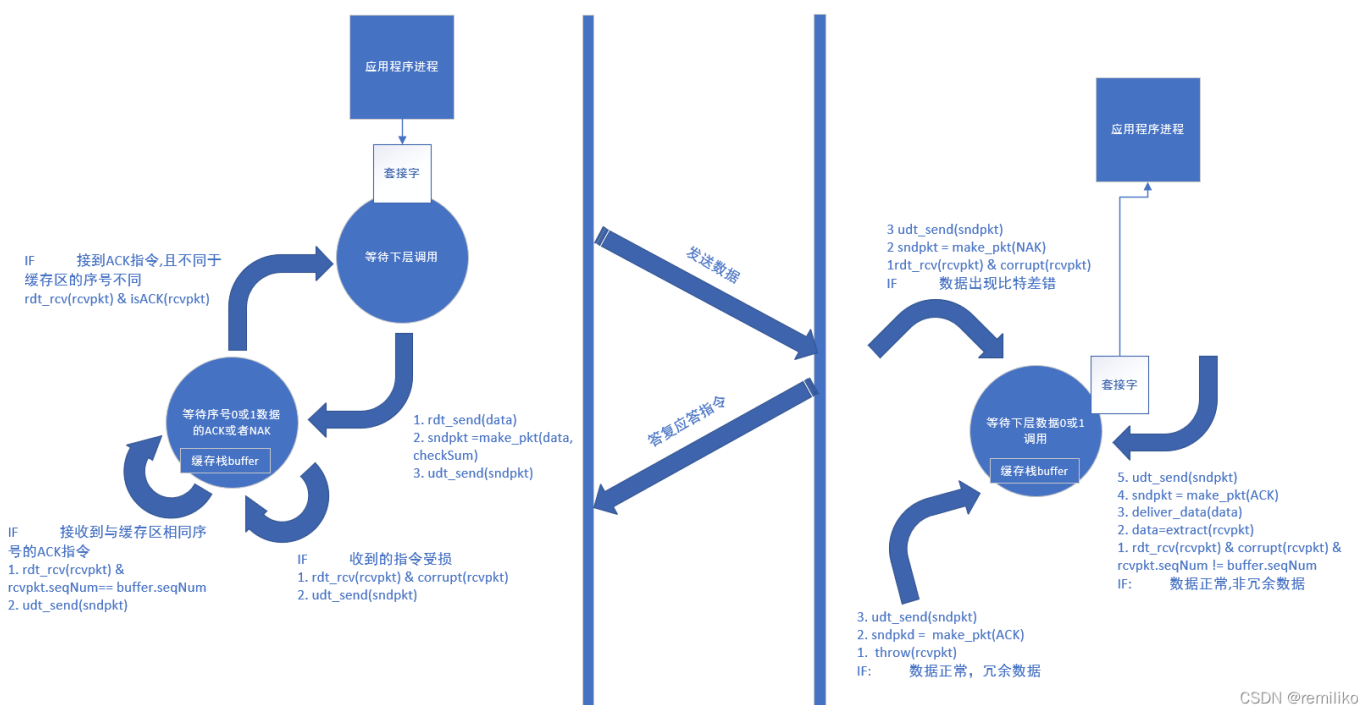 应用程序进程
套接字
等待下层调用
IF 接到ACK指令,且不同于
缓存区的序号不同
rdt_rcv(rcvpkt) & isACK(rcvpkt)
等待序号0或1数据
的ACK或者NAK
缓存栈buffer
1. rdt_send(data)
2. sndpkt =make_pkt(data,
checkSum)
3. udt_send(sndpkt)
IF 接收到与缓存区相同序
号的ACK指令
1. rdt_rcv(rcvpkt) &
rcvpkt.seqNum== buffer.seqNum
2. udt_send(sndpkt)
IF 收到的指令受损
1. rdt_rcv(rcvpkt) & corrupt(rcvpkt)
2. udt_send(sndpkt)
发送数据
答复应答指令
应用程序进程
3 udt_send(sndpkt)
2 sndpkt = make_pkt(NAK)
1rdt_rcv(rcvpkt) & corrupt(rcvpkt)
IF 数据出现比特差错
套接字
等待下层数据0或1
调用
缓存栈buffer
5. udt_send(sndpkt)
4. sndpkt = make_pkt(ACK)
3. deliver_data(data)
2. data=extract(rcvpkt)
1. rdt_rcv(rcvpkt) & corrupt(rcvpkt) &
rcvpkt.seqNum != buffer.seqNum
IF: 数据正常,非冗余数据
3. udt_send(sndpkt)
2. sndpkd = make_pkt(ACK)
1. throw(rcvpkt)
IF: 数据正常，冗余数据
CSDN @remiliko